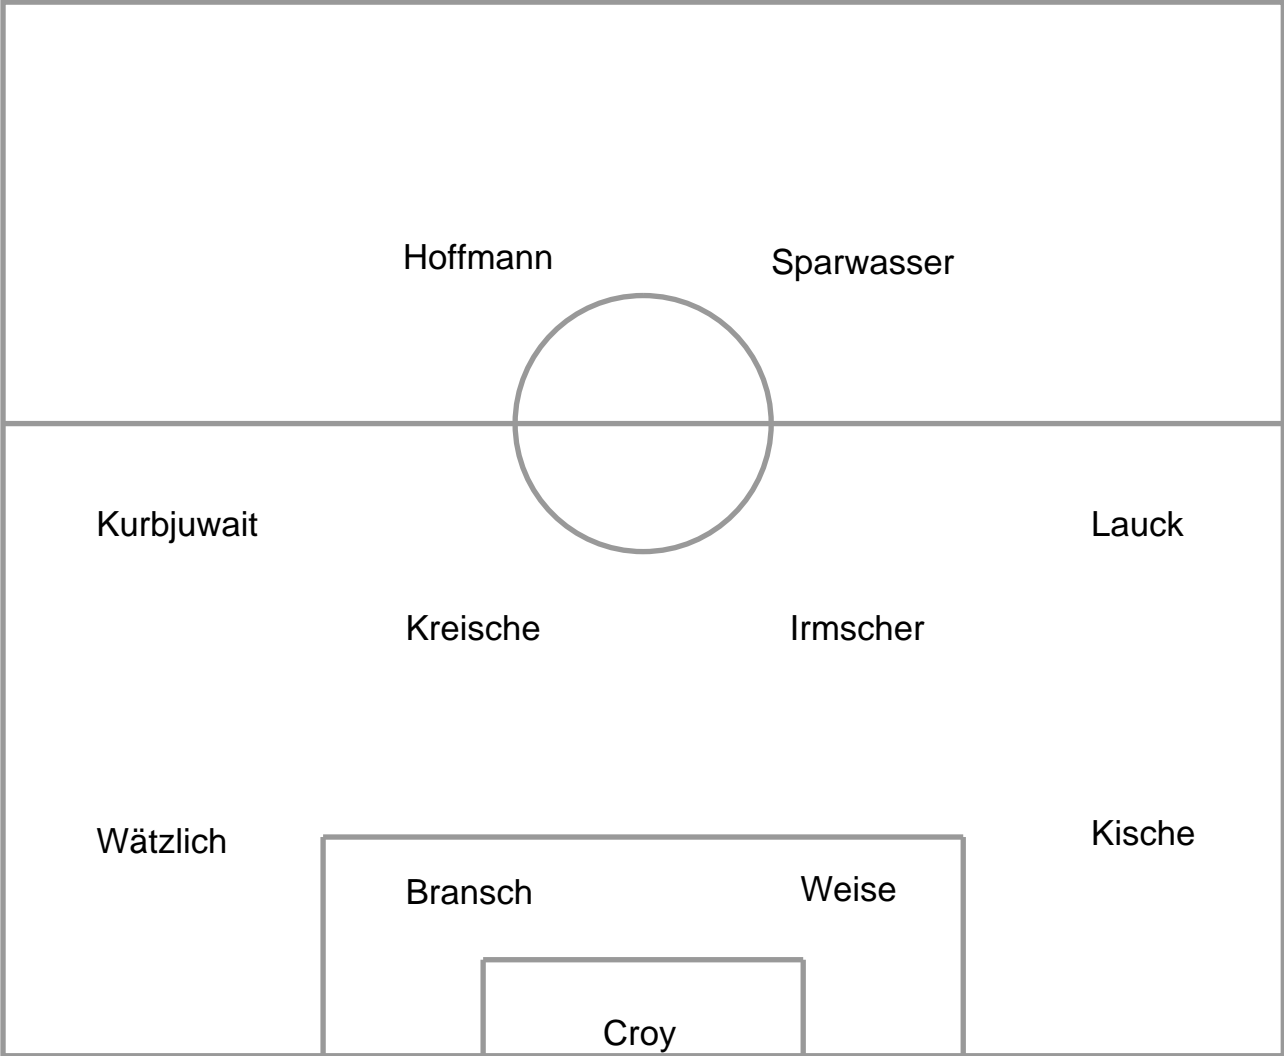 Hoffmann
Sparwasser
Kurbjuwait
Lauck
Kreische
Irmscher
Wätzlich
Kische
Bransch
Weise
Croy